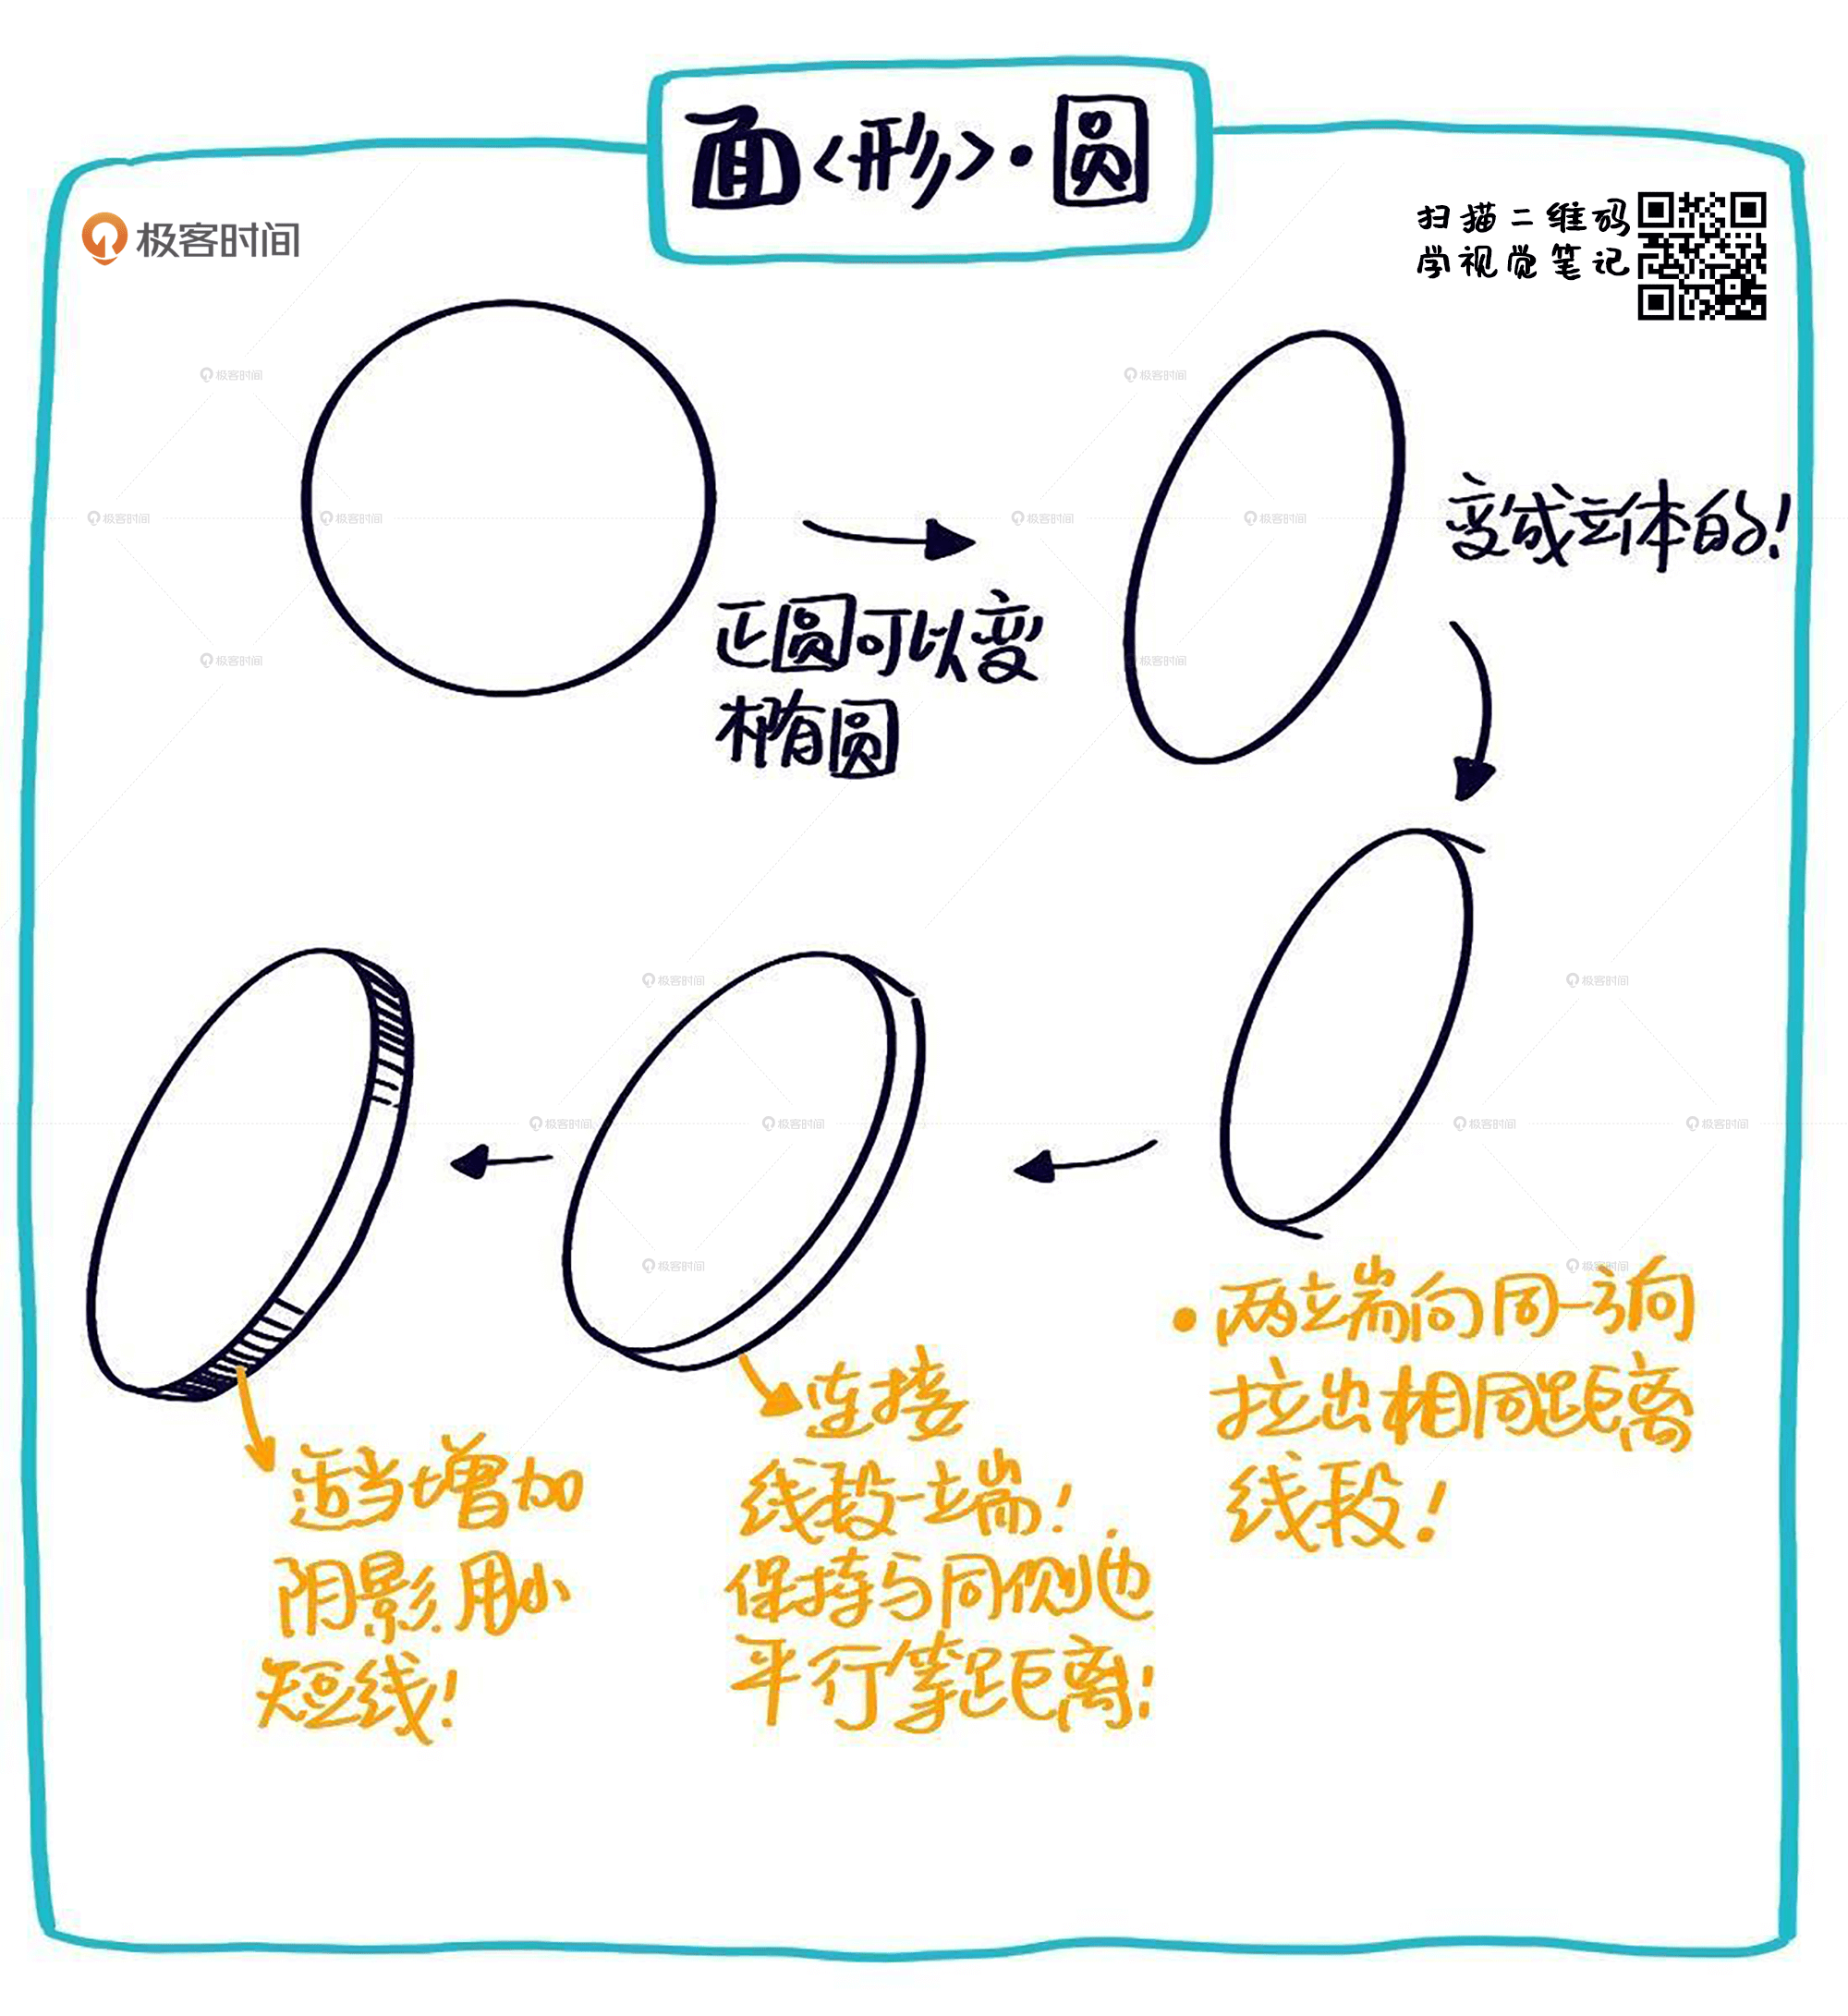 面<形>·圆
极客时间
扫描二维码
学视觉笔记
正圆可以变
椭圆
变成立体的!
·两端向同一方向
拉出相同距离
线段!
连接
线段一端!
保持与同侧边
平行等距离!
适当增加
阴影.用小
短线!